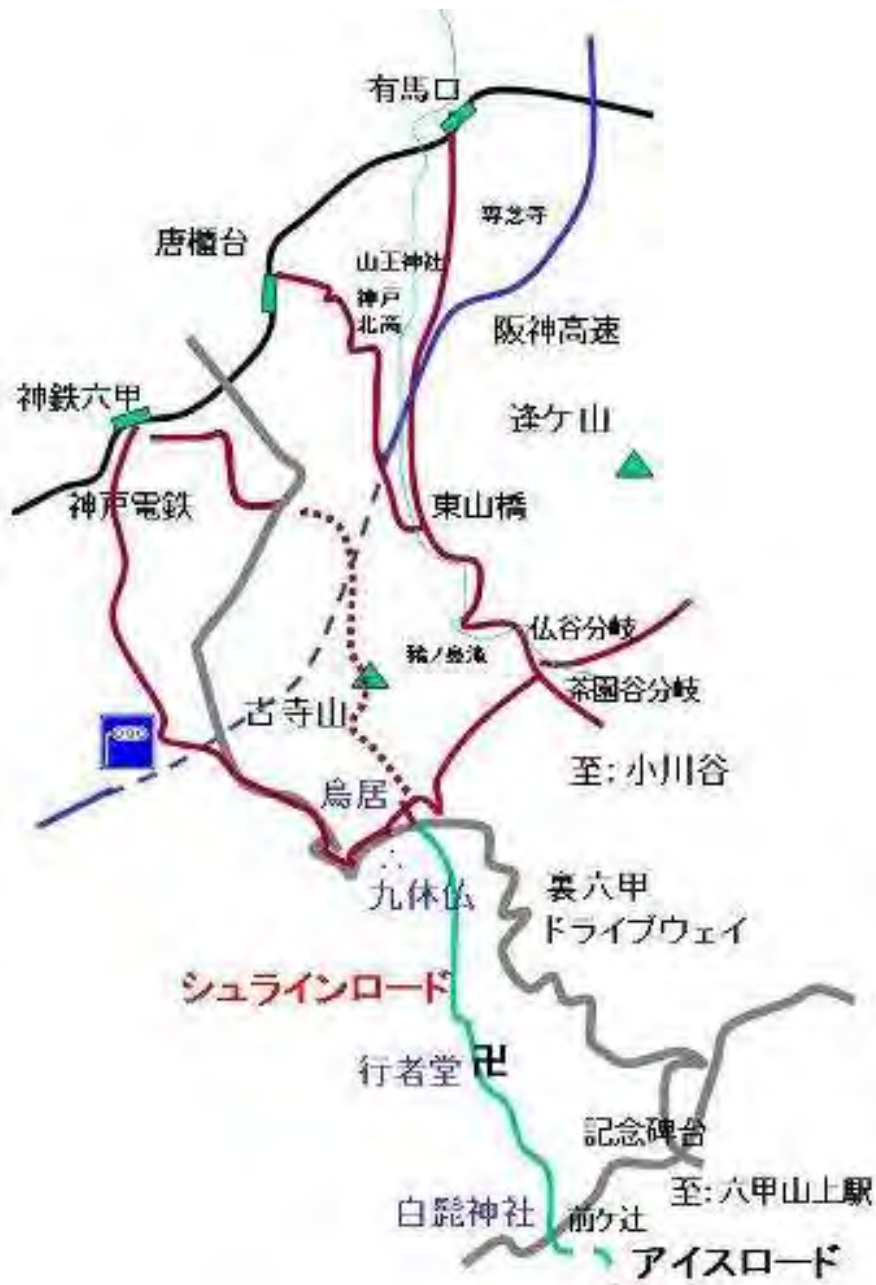 有馬口
専念寺
唐櫃台
山王神社
神戸
北高
阪神高速
神鉄六甲
逢ケ山
神戸電鉄
東山橋
仏谷分岐
茶園谷分岐
古寺山
至：小川谷
鳥居
九体仏
裏六甲
ドライブウェイ
シュラインロード
行者堂
卍
記念碑台
至：六甲山上駅
白髭神社
前ケ辻
アイスロード